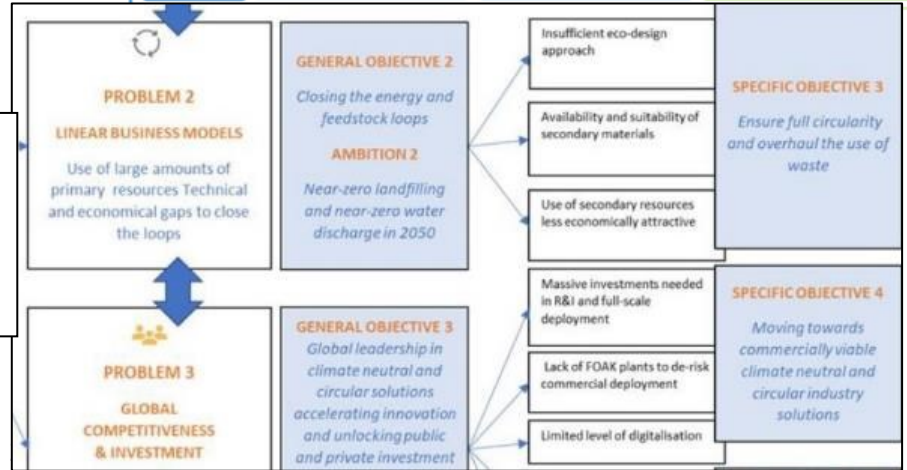 PROBLEM 2
LINEAR BUSINESS MODELS
Use of large amounts of
primary resources Technical
and economical gaps to close
the loops
GENERAL OBJECTIVE 2
Closing the energy and
feedstock loops
AMBITION 2
Near-zero landfilling
and near-zero water
discharge in 2050
Insufficient eco-design
approach
Availability and suitability of
secondary materials
Use of secondary resources
less economically attractive
SPECIFIC OBJECTIVE 3
Ensure full circularity
and overhaul the use of
waste
PROBLEM 3
GLOBAL
COMPETITIVENESS
& INVESTMENT
GENERAL OBJECTIVE 3
Global leadership in
climate neutral and
circular solutions
accelerating innovation
and unlocking public
and private investment
Massive investments needed
in R&I and full-scale
deployment
Lack of FOAK plants to de-risk
commercial deployment
Limited level of digitalisation
SPECIFIC OBJECTIVE 4
Moving towards
commercially viable
climate neutral and
circular industry
solutions